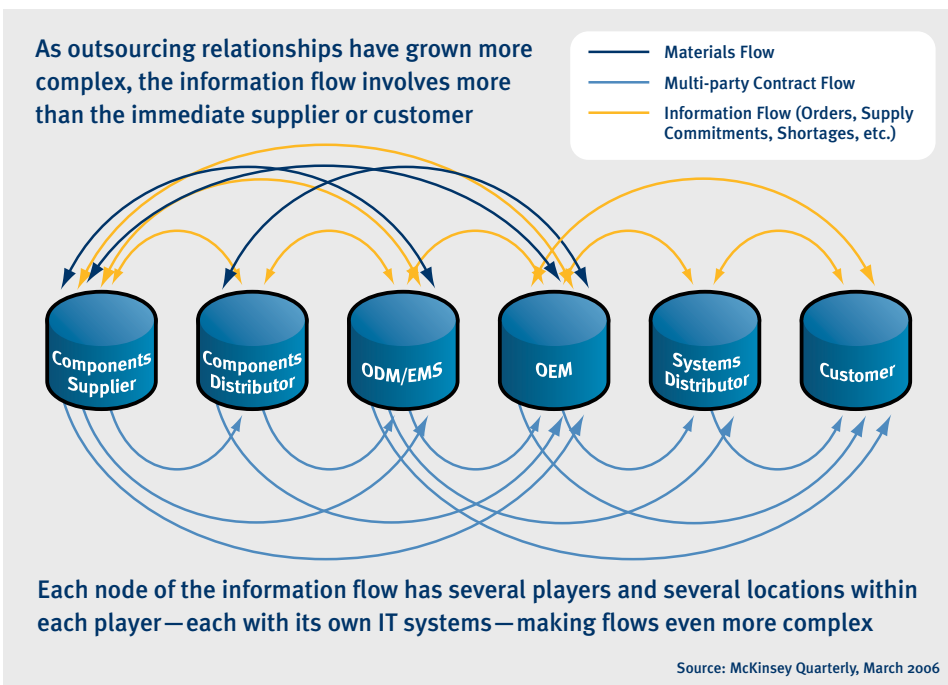 As outsourcing relationships have grown more
complex, the information flow involves more
than the immediate supplier or customer
Materials Flow
Multi-party Contract Flow
Information Flow (Orders, Supply
Commitments, Shortages, etc.)
Components
Supplier
Components
Distributor
ODM/EMS
OEM
Systems
Distributor
Customer
Each node of the information flow has several players and several locations within
each player—each with its own IT systems—making flows even more complex
Source: McKinsey Quarterly, March 2006